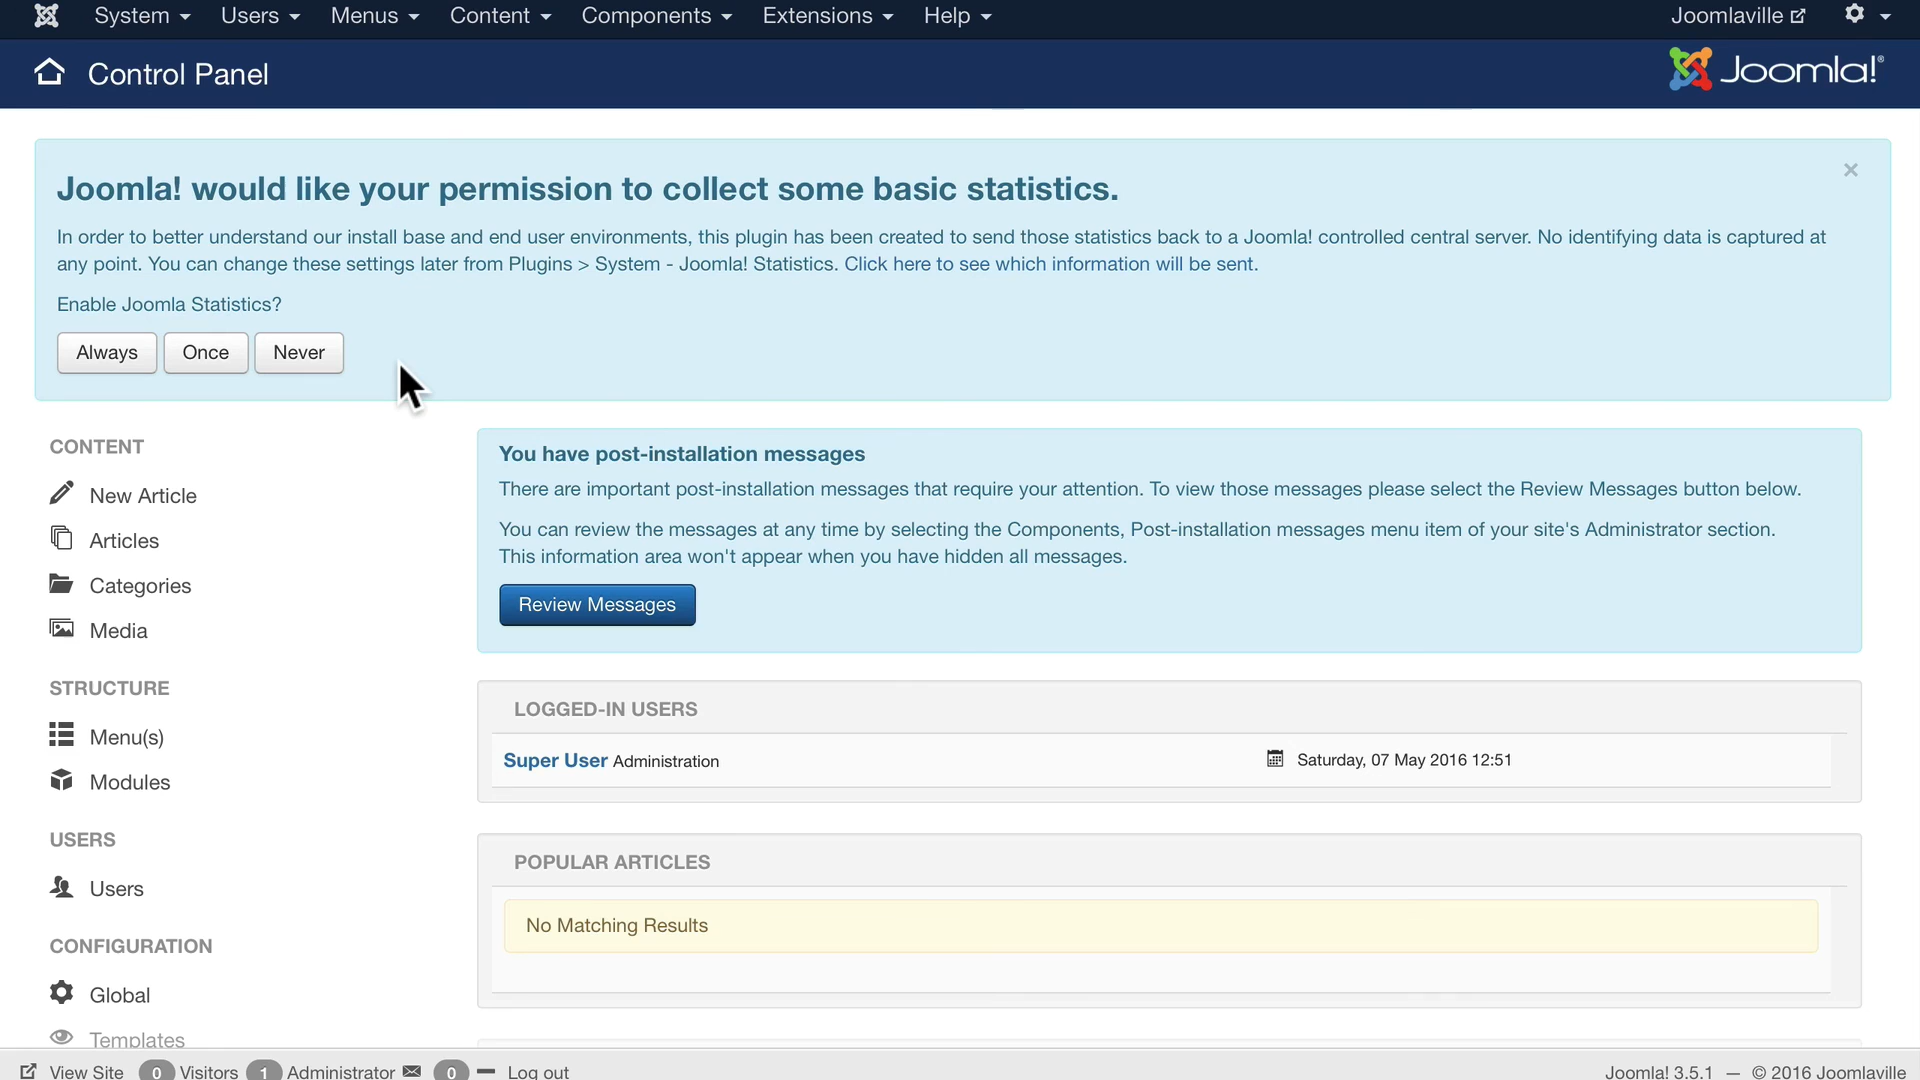 System Users Menus Content Components Extensions Help Joomlaville
Control Panel Joomla!®
Joomla! would like your permission to collect some basic statistics.
In order to better understand our install base and end user environments, this plugin has been created to send those statistics back to a Joomla! controlled central server. No identifying data is captured at
any point. You can change these settings later from Plugins > System - Joomla! Statistics. Click here to see which information will be sent.
Enable Joomla Statistics?
Always Once Never
CONTENT
New Article
Articles
Categories
Media
STRUCTURE
Menu(s)
Modules
USERS
Users
CONFIGURATION
Global
Templates
You have post-installation messages
There are important post-installation messages that require your attention. To view those messages please select the Review Messages button below.
You can review the messages at any time by selecting the Components, Post-installation messages menu item of your site's Administrator section.
This information area won't appear when you have hidden all messages.
Review Messages
LOGGED-IN USERS
Super User Administration Saturday, 07 May 2016 12:51
POPULAR ARTICLES
No Matching Results
View Site 0 Visitors 1 Administrator 0 Log out Joomla! 3.5.1 — © 2016 Joomlaville